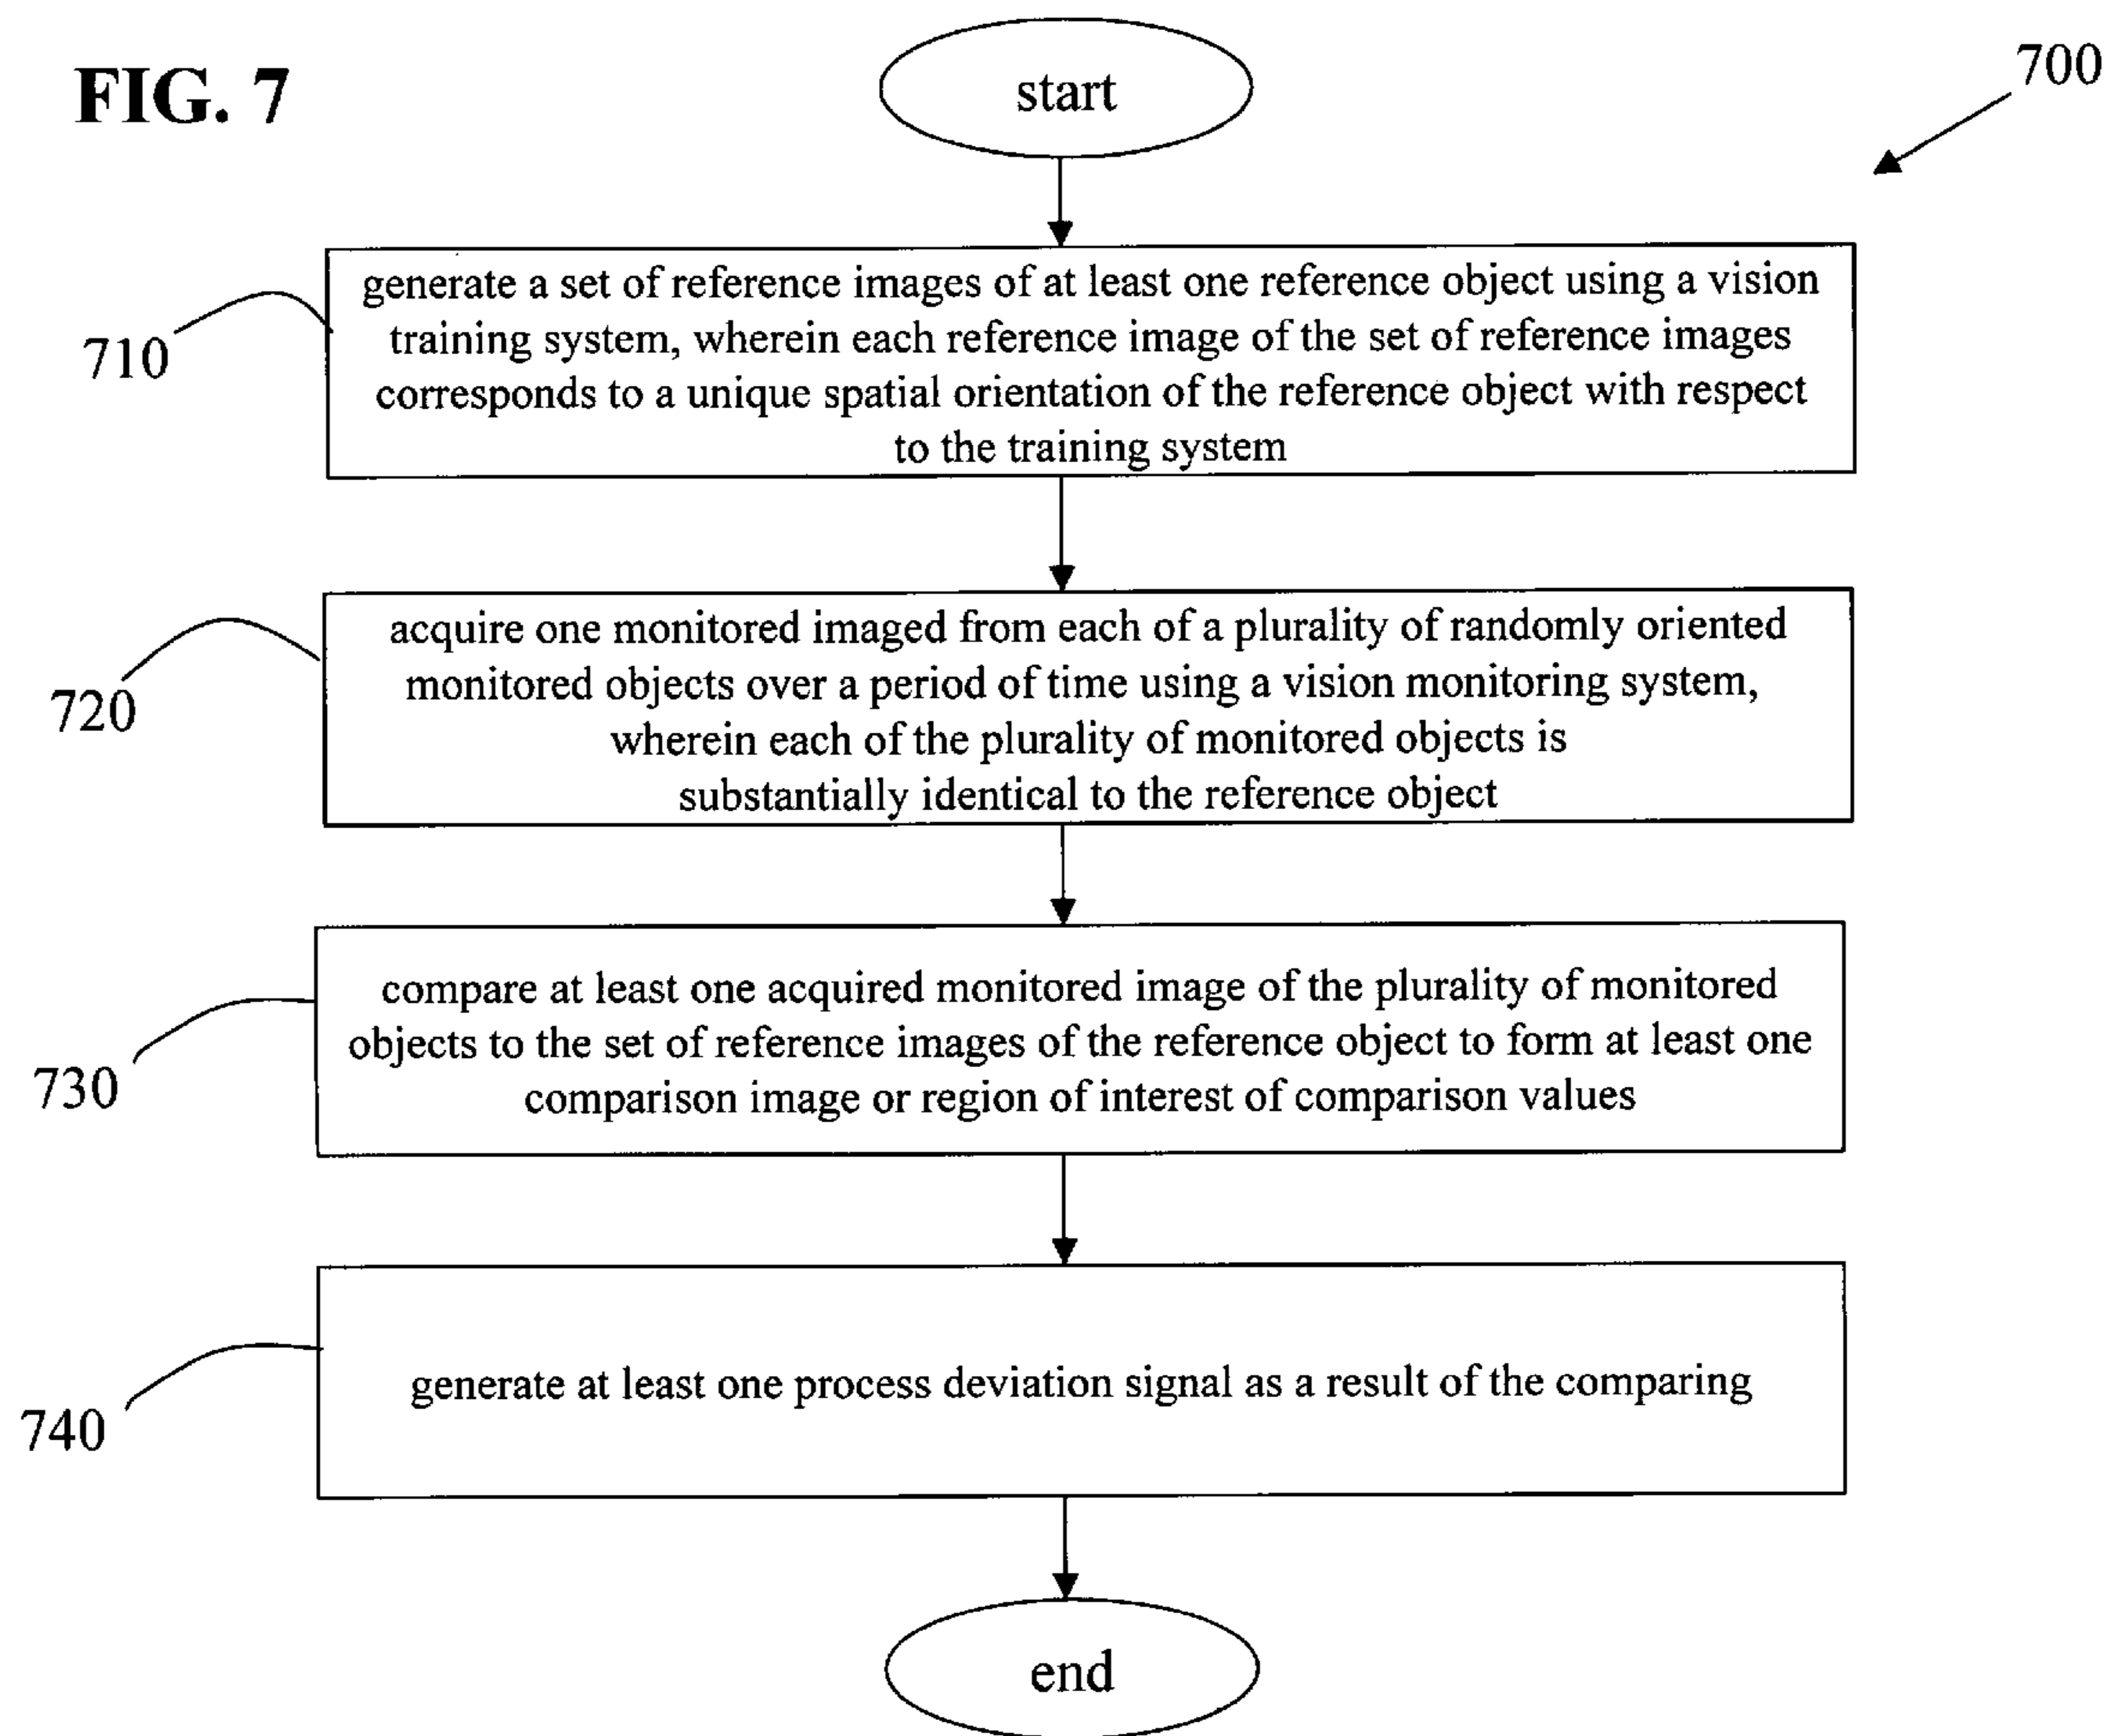 FIG. 7
start
700
generate a set of reference images of at least one reference object using a vision
training system, wherein each reference image of the set of reference images
corresponds to a unique spatial orientation of the reference object with respect
to the training system
710
acquire one monitored imaged from each of a plurality of randomly oriented
monitored objects over a period of time using a vision monitoring system,
wherein each of the plurality of monitored objects is
substantially identical to the reference object
720
compare at least one acquired monitored image of the plurality of monitored
objects to the set of reference images of the reference object to form at least one
comparison image or region of interest of comparison values
730
generate at least one process deviation signal as a result of the comparing
740
end